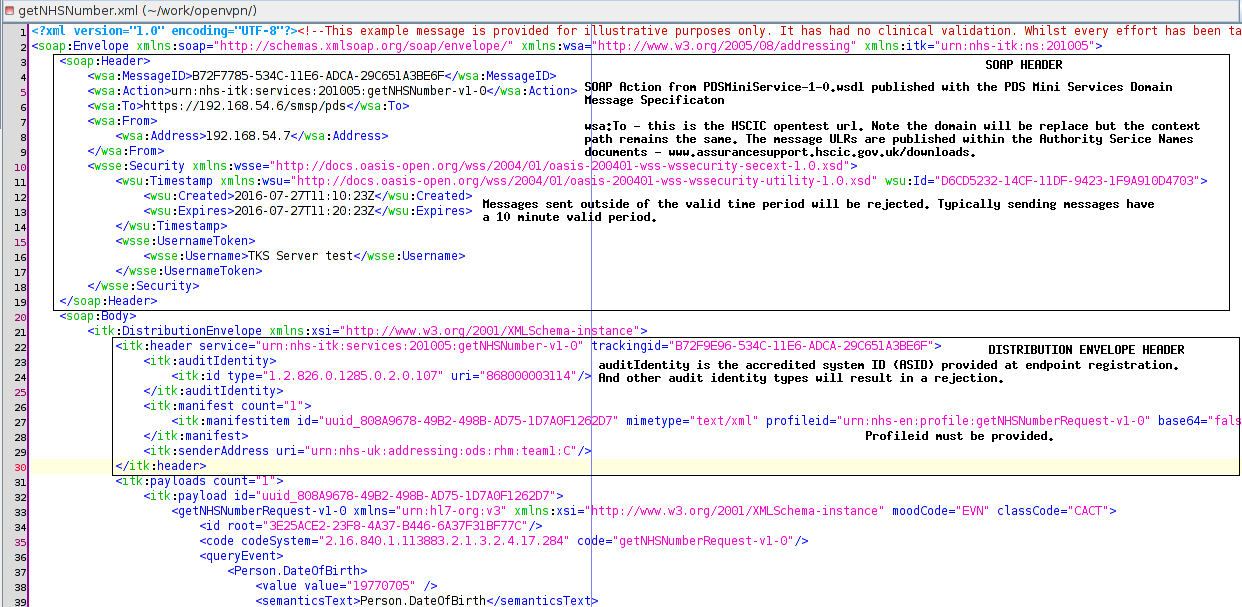 getNHSNumber.xml (~/work/openvpn/)
1 <?xml version="1.0" encoding="UTF-8"?><!--This example message is provided for illustrative purposes only. It has had no clinical validation. Whilst every effort has been ta
2 <soap:Envelope xmlns:soap="http://schemas.xmlsoap.org/soap/envelope/" xmlns:wsa="http://www.w3.org/2005/08/addressing" xmlns:itk="urn:nhs-itk:ns:201005">
3 <soap:Header>
SOAP HEADER
4 <wsa:MessageID>B72F7785-534C-11E6-ADCA-29C651A3BE6F</wsa:MessageID>
5 <wsa:Action>urn:nhs-itk:services:201005:getNHSNumber-v1-0</wsa:Action>
6 <wsa:To>https://192.168.54.6/smsp/pds</wsa:To>
SOAP Action from PDSMiniService-1-0.wsdl published with the PDS Mini Services Domain
Message Specificaton
7 <wsa:From>
8 <wsa:Address>192.168.54.7</wsa:Address>
9 </wsa:From>
wsa:To - this is the HSCIC opentest url. Note the domain will be replace but the context
path remains the same. The message ULRs are published within the Authority Serice Names
documents - www.assurancesupport.hscic.gov.uk/downloads.
10 <wsse:Security xmlns:wsse="http://docs.oasis-open.org/wss/2004/01/oasis-200401-wss-wssecurity-secext-1.0.xsd">
11 <wsu:Timestamp xmlns:wsu="http://docs.oasis-open.org/wss/2004/01/oasis-200401-wss-wssecurity-utility-1.0.xsd" wsu:Id="D6CD5232-14CF-11DF-9423-1F9A910D4703">
12 <wsu:Created>2016-07-27T11:10:23Z</wsu:Created>
13 <wsu:Expires>2016-07-27T11:20:23Z</wsu:Expires>
Messages sent outside of the valid time period will be rejected. Typically sending messages have
a 10 minute valid period.
14 </wsu:Timestamp>
15 <wsse:UsernameToken>
16 <wsse:Username>TKS Server test</wsse:Username>
17 </wsse:UsernameToken>
18 </wsse:Security>
19 </soap:Header>
20 <soap:Body>
21 <itk:DistributionEnvelope xmlns:xsi="http://www.w3.org/2001/XMLSchema-instance">
22 <itk:header service="urn:nhs-itk:services:201005:getNHSNumber-v1-0" trackingid="B72F9E96-534C-11E6-ADCA-29C651A3BE6F">
DISTRIBUTION ENVELOPE HEADER
23 <itk:auditIdentity>
24 <itk:id type="1.2.826.0.1285.0.2.0.107" uri="868000003114"/>
auditIdentity is the accredited system ID (ASID) provided at endpoint registration.
And other audit identity types will result in a rejection.
25 </itk:auditIdentity>
26 <itk:manifest count="1">
27 <itk:manifestitem id="uuid_808A9678-49B2-498B-AD75-1D7A0F1262D7" mimetype="text/xml" profileid="urn:nhs-en:profile:getNHSNumberRequest-v1-0" base64="fals
28 </itk:manifest>
Profileid must be provided.
29 <itk:senderAddress uri="urn:nhs-uk:addressing:ods:rhm:team1:C"/>
30 </itk:header>
31 <itk:payloads count="1">
32 <itk:payload id="uuid_808A9678-49B2-498B-AD75-1D7A0F1262D7">
33 <getNHSNumberRequest-v1-0 xmlns="urn:hl7-org:v3" xmlns:xsi="http://www.w3.org/2001/XMLSchema-instance" moodCode="EVN" classCode="CACT">
34 <id root="3E25ACE2-23F8-4A37-B446-6A37F31BF77C"/>
35 <code codeSystem="2.16.840.1.113883.2.1.3.2.4.17.284" code="getNHSNumberRequest-v1-0"/>
36 <queryEvent>
37 <Person.DateOfBirth>
38 <value value="19770705" />
39 <semanticsText>Person.DateOfBirth</semanticsText>